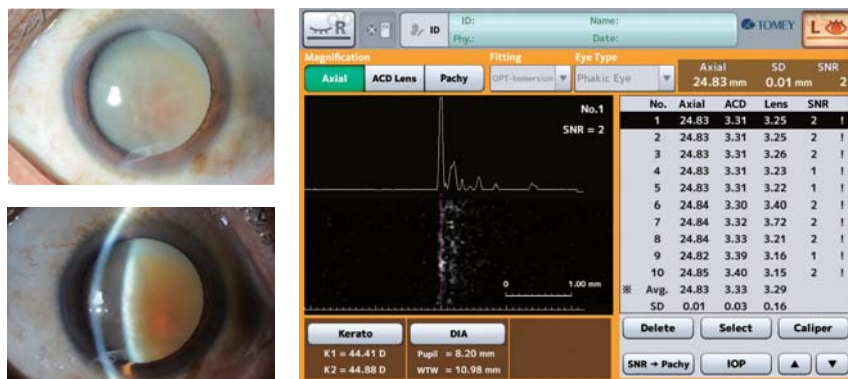 R ID ID: Name: TOMEY L
Phy.: Date:
Magnification Fitting Eye Type
Axial ACD Lens Pachy OPT-Immersion Phakic Eye
Axial SD SNR
24.83 mm 0.01 mm 2
No.1
SNR = 2
0 1.00 mm
No. Axial ACD Lens SNR
1 24.83 3.31 3.25 2 !
2 24.83 3.31 3.25 2 !
3 24.83 3.31 3.26 2 !
4 24.83 3.31 3.23 1 !
5 24.83 3.31 3.22 1 !
6 24.84 3.30 3.40 2 !
7 24.84 3.32 3.72 2 !
8 24.84 3.33 3.21 2 !
9 24.82 3.39 3.16 1 !
10 24.85 3.40 3.15 2 !
※ Avg. 24.83 3.33 3.29
SD 0.01 0.03 0.16
Kerato DIA
K1 = 44.41 D Pupil = 8.20 mm
K2 = 44.88 D WTW = 10.98 mm
Delete Select Caliper
SNR → Pachy IOP ▲ ▼